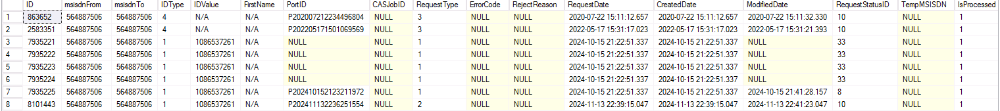 ID msisdnFrom msisdnTo IDType IDValue FirstName PortID CASJobID RequestType ErrorCode RejectReason RequestDate CreatedDate ModifiedDate RequestStatusID TempMSISDN IsProcessed
1 863652 564887506 564887506 4 N/A N/A P202007212234496804 NULL 3 NULL NULL 2020-07-22 15:11:12.657 2020-07-22 15:11:12.657 2020-07-22 15:11:32.330 10 NULL 1
2 2583351 564887506 564887506 4 N/A N/A P202205171501069569 NULL 3 NULL NULL 2022-05-17 15:31:17.023 2022-05-17 15:31:17.023 2022-05-17 15:31:21.393 10 NULL 1
3 7935221 564887506 564887506 1 1086537261 N/A NULL NULL 1 NULL NULL 2024-10-15 21:22:51.337 2024-10-15 21:22:51.337 NULL 33 NULL 1
4 7935222 564887506 564887506 1 1086537261 N/A NULL NULL 1 NULL NULL 2024-10-15 21:22:51.337 2024-10-15 21:22:51.337 NULL 33 NULL 1
5 7935223 564887506 564887506 1 1086537261 N/A NULL NULL 1 NULL NULL 2024-10-15 21:22:51.337 2024-10-15 21:22:51.337 NULL 33 NULL 1
6 7935224 564887506 564887506 1 1086537261 N/A NULL NULL 1 NULL NULL 2024-10-15 21:22:51.337 2024-10-15 21:22:51.337 NULL 33 NULL 1
7 7935225 564887506 564887506 1 1086537261 N/A P202410152123211972 NULL 1 NULL NULL 2024-10-15 21:22:51.337 2024-10-15 21:22:51.337 2024-10-15 21:41:28.157 8 NULL 1
8 8101443 564887506 564887506 1 1086537261 N/A P202411132236251554 NULL 2 NULL NULL 2024-11-13 22:39:15.047 2024-11-13 22:39:15.047 2024-11-13 22:41:23.047 10 NULL 1